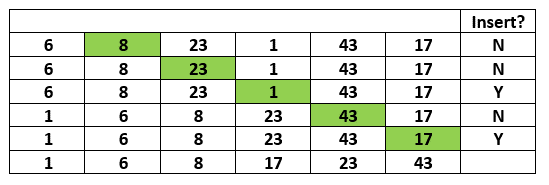 Insert?
6 8 23 1 43 17 N
6 8 23 1 43 17 N
6 8 23 1 43 17 Y
1 6 8 23 43 17 N
1 6 8 23 43 17 Y
1 6 8 17 23 43